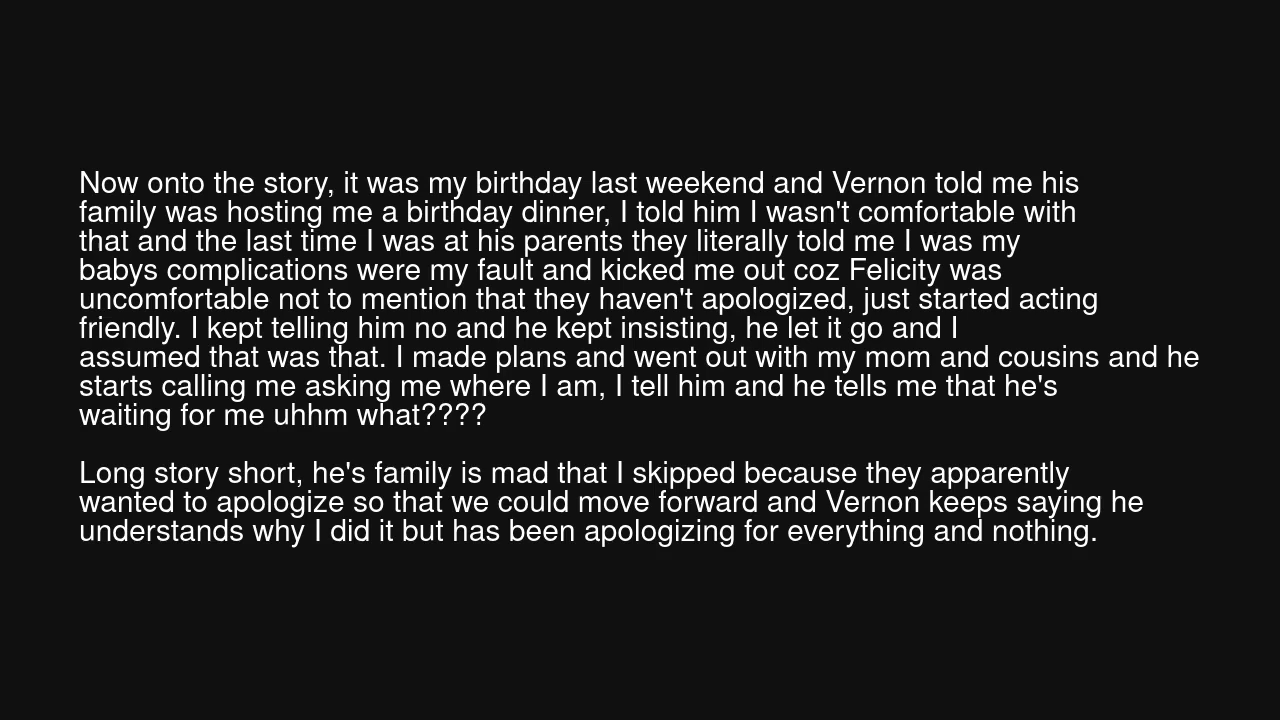 Now onto the story, it was my birthday last weekend and Vernon told me his
family was hosting me a birthday dinner, I told him I wasn't comfortable with
that and the last time I was at his parents they literally told me I was my
babys complications were my fault and kicked me out coz Felicity was
uncomfortable not to mention that they haven't apologized, just started acting
friendly. I kept telling him no and he kept insisting, he let it go and I
assumed that was that. I made plans and went out with my mom and cousins and he
starts calling me asking me where I am, I tell him and he tells me that he's
waiting for me uhhm what????
Long story short, he's family is mad that I skipped because they apparently
wanted to apologize so that we could move forward and Vernon keeps saying he
understands why I did it but has been apologizing for everything and nothing.